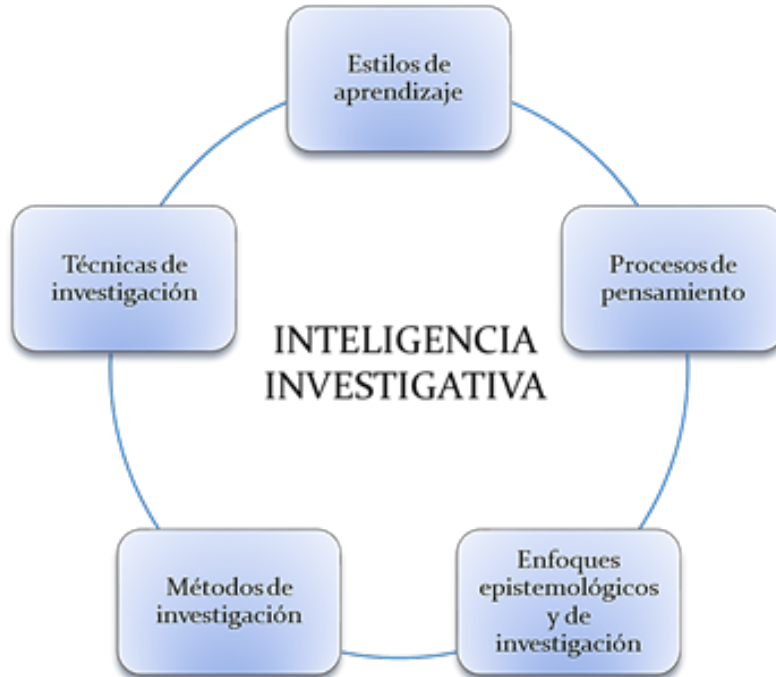 Estilos de
aprendizaje
Procesos de
pensamiento
Enfoques
epistemológicos
y de
investigación
Métodos de
investigación
Técnicas de
investigación
INTELIGENCIA
INVESTIGATIVA